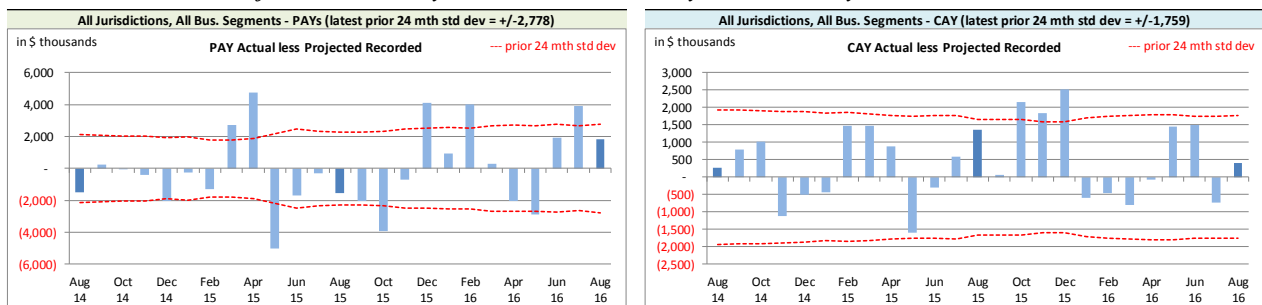 All Jurisdictions, All Bus. Segments - PAYs (latest prior 24 mth std dev = +/-2,778)
in $ thousands
PAY Actual less Projected Recorded
--- prior 24 mth std dev
6,000
4,000
2,000
-
(2,000)
(4,000)
(6,000)
Aug Oct Dec Feb Apr Jun Aug Oct Dec Feb Apr Jun Aug
14 14 14 15 15 15 15 15 15 16 16 16 16
All Jurisdictions, All Bus. Segments - CAY (latest prior 24 mth std dev = +/-1,759)
in $ thousands
CAY Actual less Projected Recorded
--- prior 24 mth std dev
3,000
2,500
2,000
1,500
1,000
500
-
(500)
(1,000)
(1,500)
(2,000)
(2,500)
Aug Oct Dec Feb Apr Jun Aug Oct Dec Feb Apr Jun Aug
14 14 14 15 15 15 15 15 15 16 16 16 16